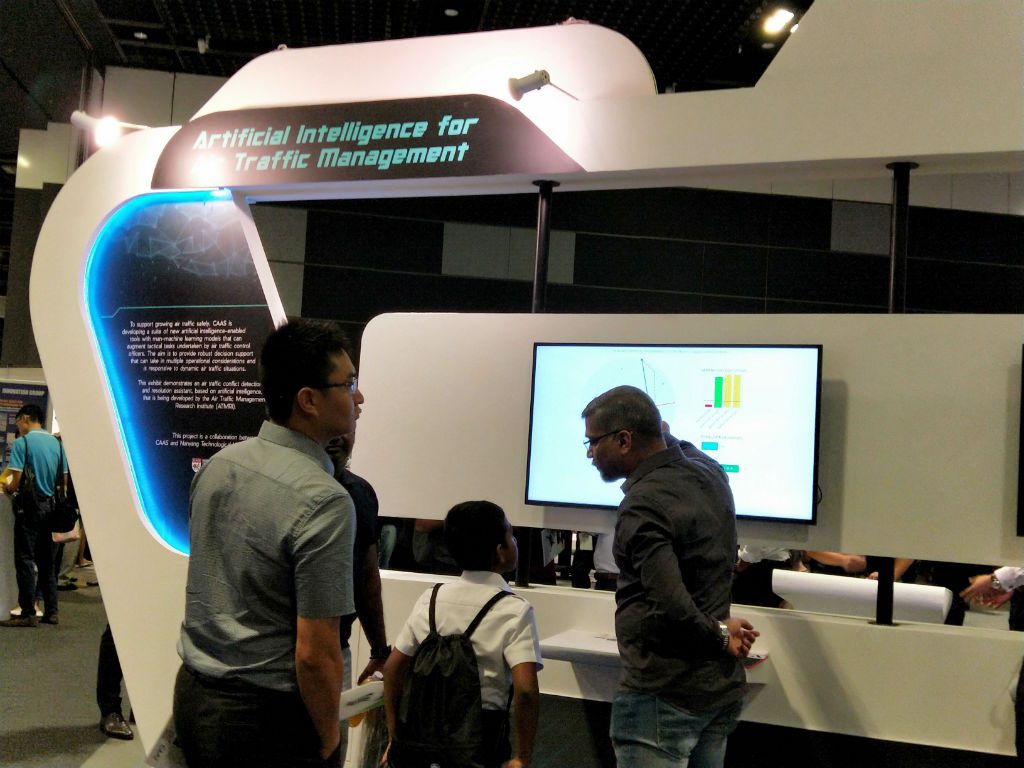 Artificial Intelligence for
Air Traffic Management
To support growing air traffic safely, CAAS is
developing a suite of new artificial intelligence-enabled
tools with man-machine learning models that can
augment tactical tasks undertaken by air traffic control
officers. The aim is to provide robust decision support
that can take in multiple operational considerations and
is responsive to dynamic air traffic situations.
This exhibit demonstrates an air traffic conflict detection
and resolution assistant, based on artificial intelligence,
that is being developed by the Air Traffic Management
Research Institute (ATMRI).
This project is a collaboration between
CAAS and Nanyang Technological
INNOVATION GROUP